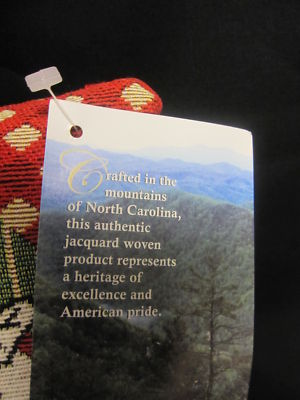 Crafted in the
mountains
of North Carolina,
this authentic
jacquard woven
product represents
a heritage of
excellence and
American pride.